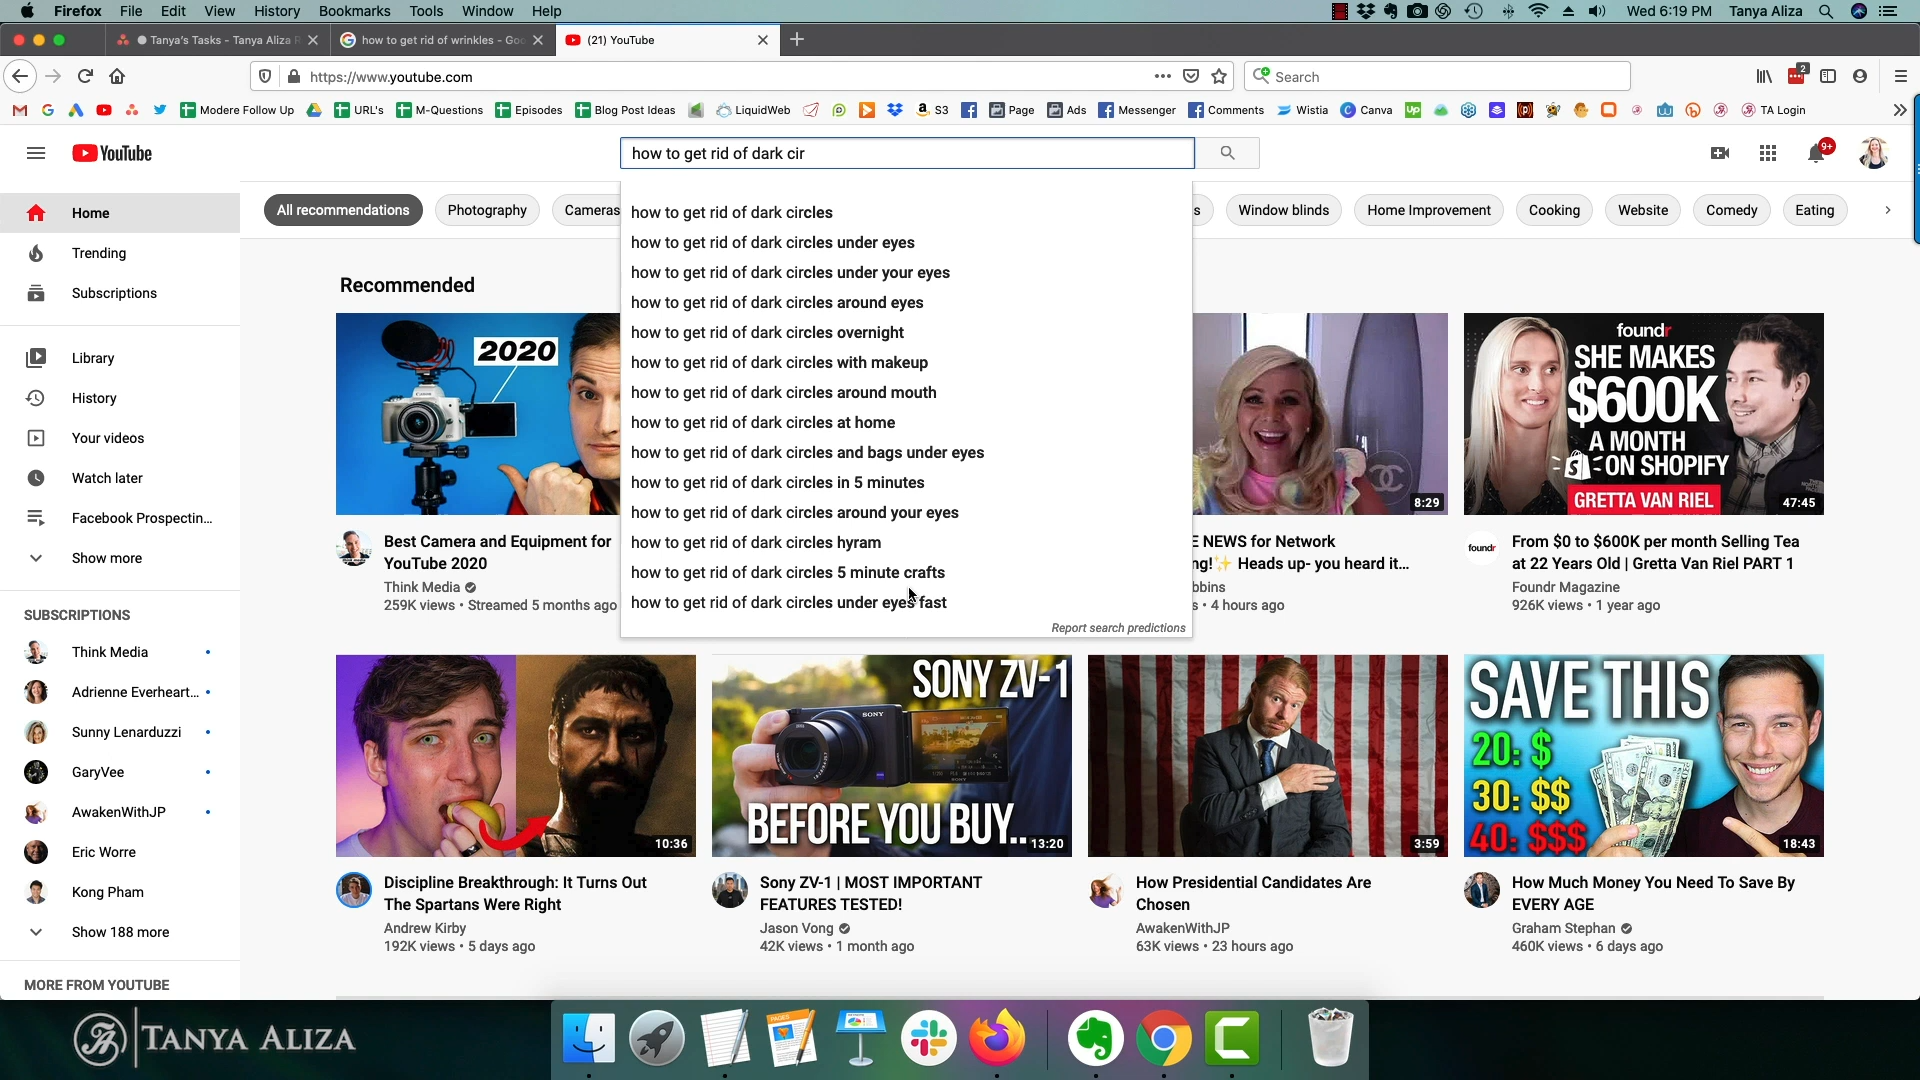 Firefox File Edit View History Bookmarks Tools Window Help Wed 6:19 PM Tanya Aliza
Tanya's Tasks - Tanya Aliza
how to get rid of wrinkles - Goo
(21) YouTube
https://www.youtube.com
Search
2
Modere Follow Up URL's M-Questions Episodes Blog Post Ideas LiquidWeb S3 Page Ads Messenger Comments Wistia Canva TA Login
YouTube
how to get rid of dark cir
9+
Home
Trending
Subscriptions
Library
History
Your videos
Watch later
Facebook Prospectin...
Show more
SUBSCRIPTIONS
Think Media
Adrienne Everheart...
Sunny Lenarduzzi
GaryVee
AwakenWithJP
Eric Worre
Kong Pham
Show 188 more
MORE FROM YOUTUBE
All recommendations Photography Cameras s Window blinds Home Improvement Cooking Website Comedy Eating
how to get rid of dark circles
how to get rid of dark circles under eyes
how to get rid of dark circles under your eyes
how to get rid of dark circles around eyes
how to get rid of dark circles overnight
how to get rid of dark circles with makeup
how to get rid of dark circles around mouth
how to get rid of dark circles at home
how to get rid of dark circles and bags under eyes
how to get rid of dark circles in 5 minutes
how to get rid of dark circles around your eyes
how to get rid of dark circles hyram
how to get rid of dark circles 5 minute crafts
how to get rid of dark circles under eyes fast
Report search predictions
Recommended
2020
Canon
Best Camera and Equipment for
YouTube 2020
Think Media
259K views • Streamed 5 months ago
8:29
E NEWS for Network
ng!✨ Heads up- you heard it...
bbins
s • 4 hours ago
foundr
SHE MAKES
$600K
A MONTH
ON SHOPIFY
GRETTA VAN RIEL
47:45
foundr
From $0 to $600K per month Selling Tea
at 22 Years Old | Gretta Van Riel PART 1
Foundr Magazine
926K views • 1 year ago
10:36
Discipline Breakthrough: It Turns Out
The Spartans Were Right
Andrew Kirby
192K views • 5 days ago
SONY ZV-1
SONY
BEFORE YOU BUY..
13:20
Sony ZV-1 | MOST IMPORTANT
FEATURES TESTED!
Jason Vong
42K views • 1 month ago
3:59
How Presidential Candidates Are
Chosen
AwakenWithJP
63K views • 23 hours ago
SAVE THIS
20: $
30: $$
40: $$$
18:43
How Much Money You Need To Save By
EVERY AGE
Graham Stephan
460K views • 6 days ago
TANYA ALIZA
PAGES